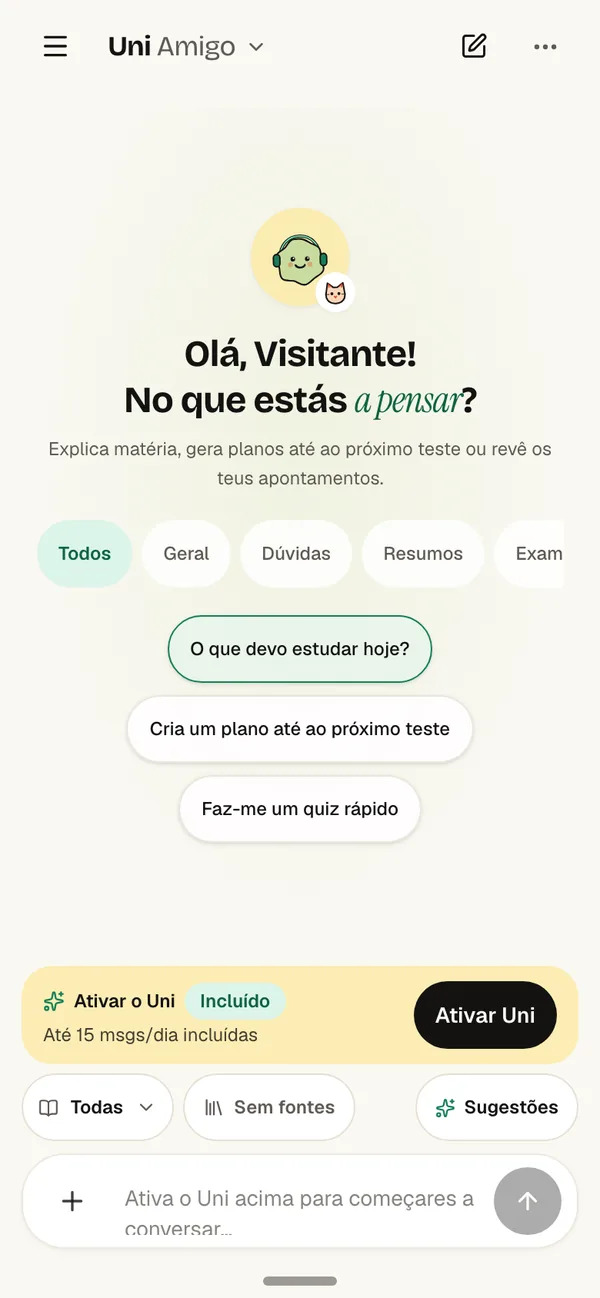 Uni Amigo
Olá, Visitante!
No que estás a pensar?
Explica matéria, gera planos até ao próximo teste ou revê os
teus apontamentos.
Todos Geral Dúvidas Resumos Exam
O que devo estudar hoje?
Cria um plano até ao próximo teste
Faz-me um quiz rápido
Ativar o Uni Incluído
Até 15 msgs/dia incluídas
Ativar Uni
Todas Sem fontes Sugestões
Ativa o Uni acima para começares a
conversar...